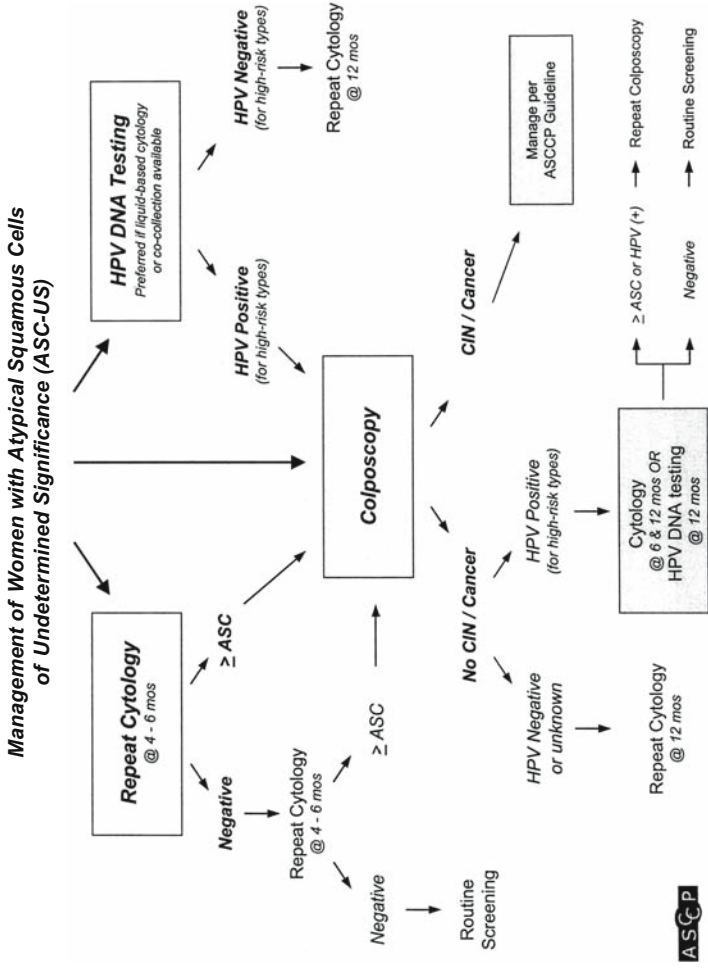 Management of Women with Atypical Squamous Cells
of Undetermined Significance (ASC-US)
Repeat Cytology
@ 4 - 6 mos
HPV DNA Testing
Preferred if liquid-based cytology
or co-collection available
Negative
≥ ASC
HPV Positive
(for high-risk types)
HPV Negative
(for high-risk types)
Repeat Cytology
@ 4 - 6 mos
Repeat Cytology
@ 12 mos
Negative
≥ ASC
Colposcopy
Routine
Screening
No CIN / Cancer
CIN / Cancer
HPV Negative
or unknown
HPV Positive
(for high-risk types)
Manage per
ASCCP Guideline
Repeat Cytology
@ 12 mos
Cytology
@ 6 & 12 mos OR
HPV DNA testing
@ 12 mos
≥ ASC or HPV (+)
Repeat Colposcopy
Negative
Routine Screening
ASCCP